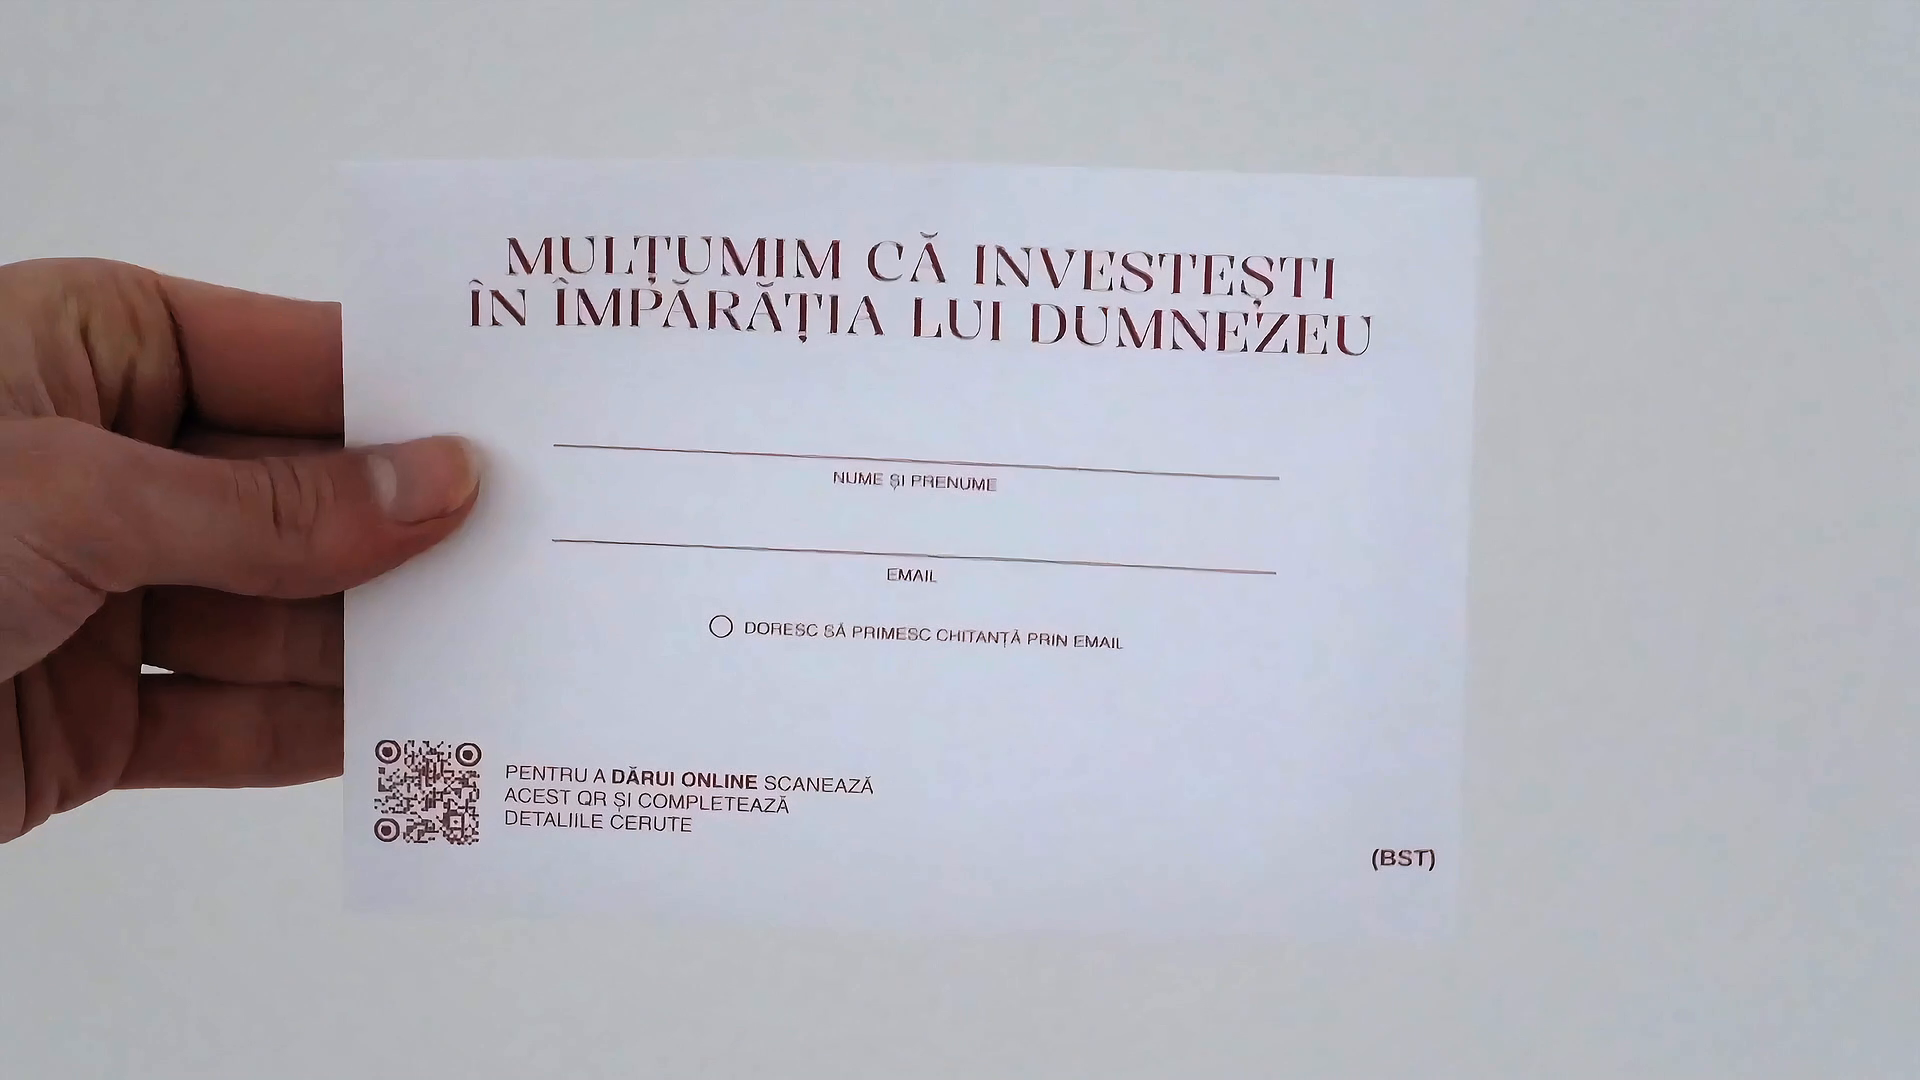 MULȚUMIM CĂ INVESTEȘTI
ÎN ÎMPĂRĂȚIA LUI DUMNEZEU
NUME ȘI PRENUME
EMAIL
DORESC SĂ PRIMESC CHITANȚĂ PRIN EMAIL
PENTRU A DĂRUI ONLINE SCANEAZĂ
ACEST QR ȘI COMPLETEAZĂ
DETALIILE CERUTE
(BST)